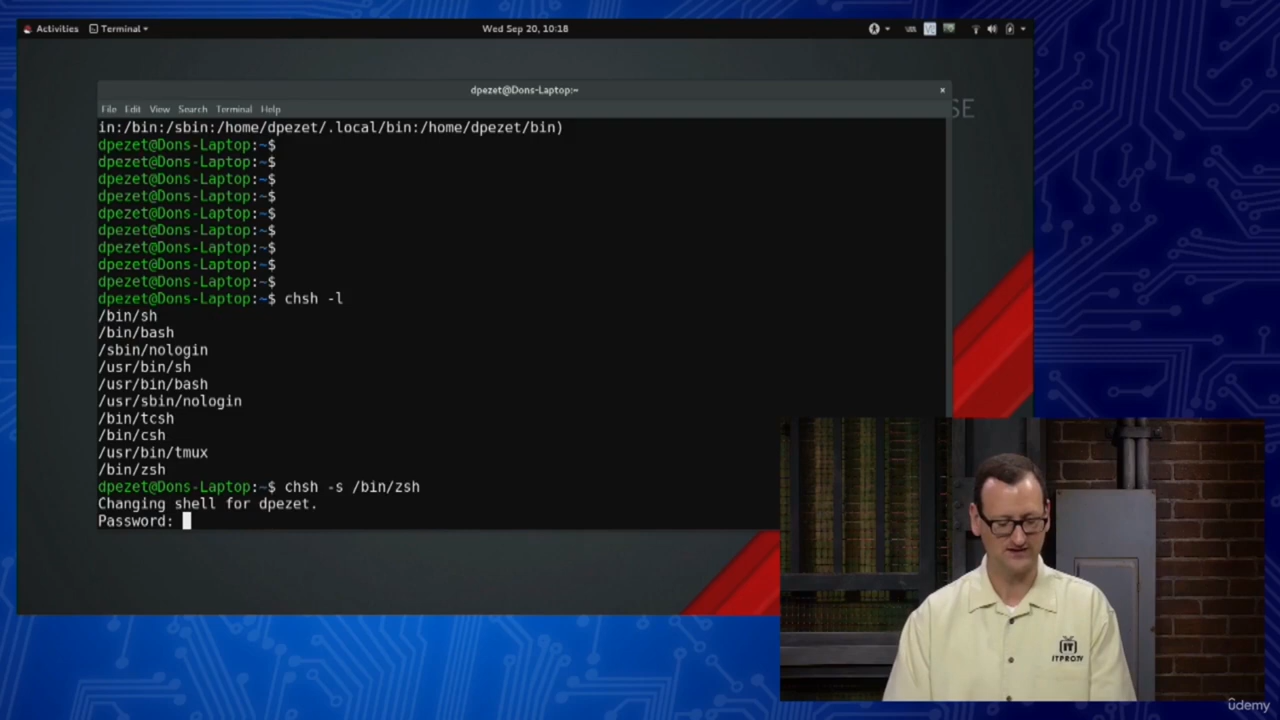 Activities Terminal Wed Sep 20, 10:18
dpezet@Dons-Laptop:~ ×
SE
File Edit View Search Terminal Help
in:/bin:/sbin:/home/dpezet/.local/bin:/home/dpezet/bin)
dpezet@Dons-Laptop:~$
dpezet@Dons-Laptop:~$
dpezet@Dons-Laptop:~$
dpezet@Dons-Laptop:~$
dpezet@Dons-Laptop:~$
dpezet@Dons-Laptop:~$
dpezet@Dons-Laptop:~$
dpezet@Dons-Laptop:~$
dpezet@Dons-Laptop:~$
dpezet@Dons-Laptop:~$ chsh -l
/bin/sh
/bin/bash
/sbin/nologin
/usr/bin/sh
/usr/bin/bash
/usr/sbin/nologin
/bin/tcsh
/bin/csh
/usr/bin/tmux
/bin/zsh
dpezet@Dons-Laptop:~$ chsh -s /bin/zsh
Changing shell for dpezet.
Password:
IT
ITPROTV
ûdemy